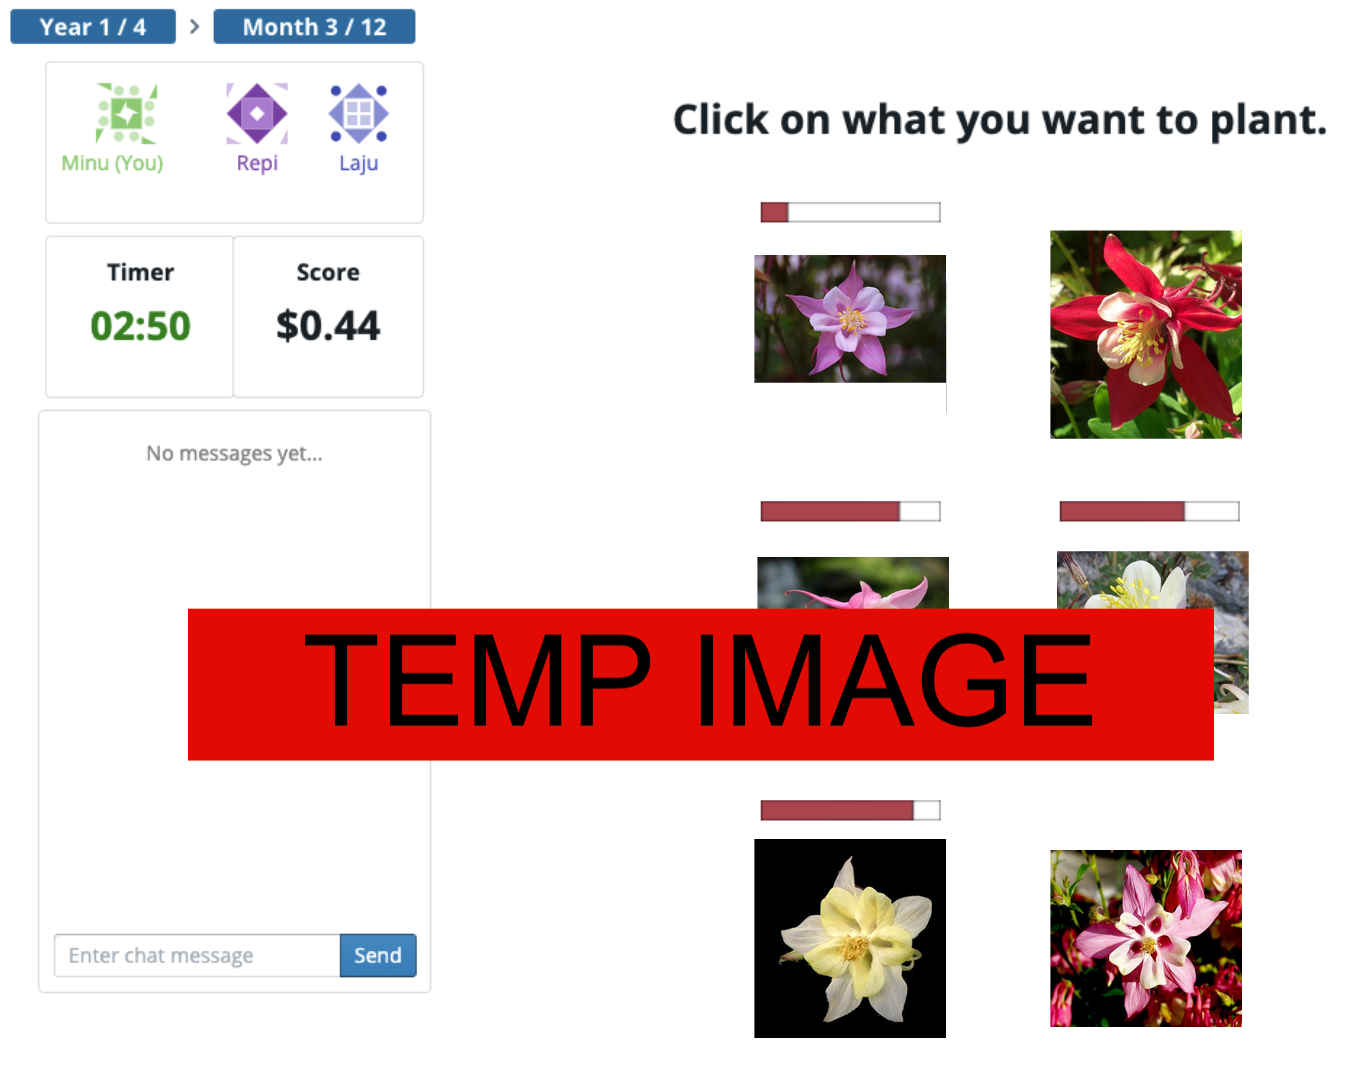 Year 1 / 4 > Month 3 / 12
Minu (You) Repi Laju
Click on what you want to plant.
Timer Score
02:50 $0.44
No messages yet...
TEMP IMAGE
Enter chat message Send